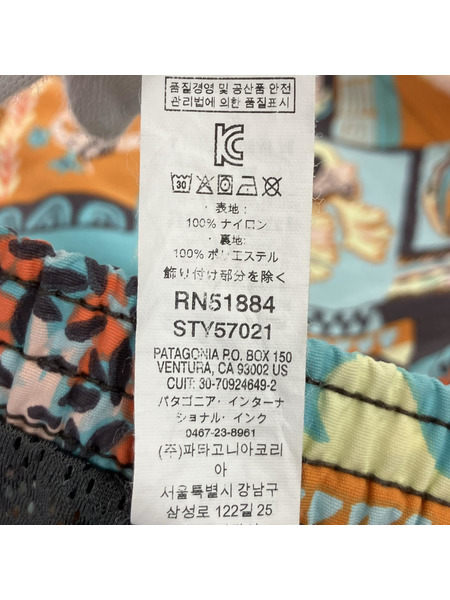 품질경영 및 공산품 안전
관리법에 의한 품질표시
KC
30
・表地:
100% ナイロン
・裏地:
100% ポリエステル
飾り付け部分を除く
RN51884
STY57021
PATAGONIA P.O. BOX 150
VENTURA, CA 93002 US
CUIT: 30-70924649-2
パタゴニア・インターナ
ショナル・インク
0467-23-8961
(주)파타고니아코리
아
서울특별시 강남구
삼성로 122길 25